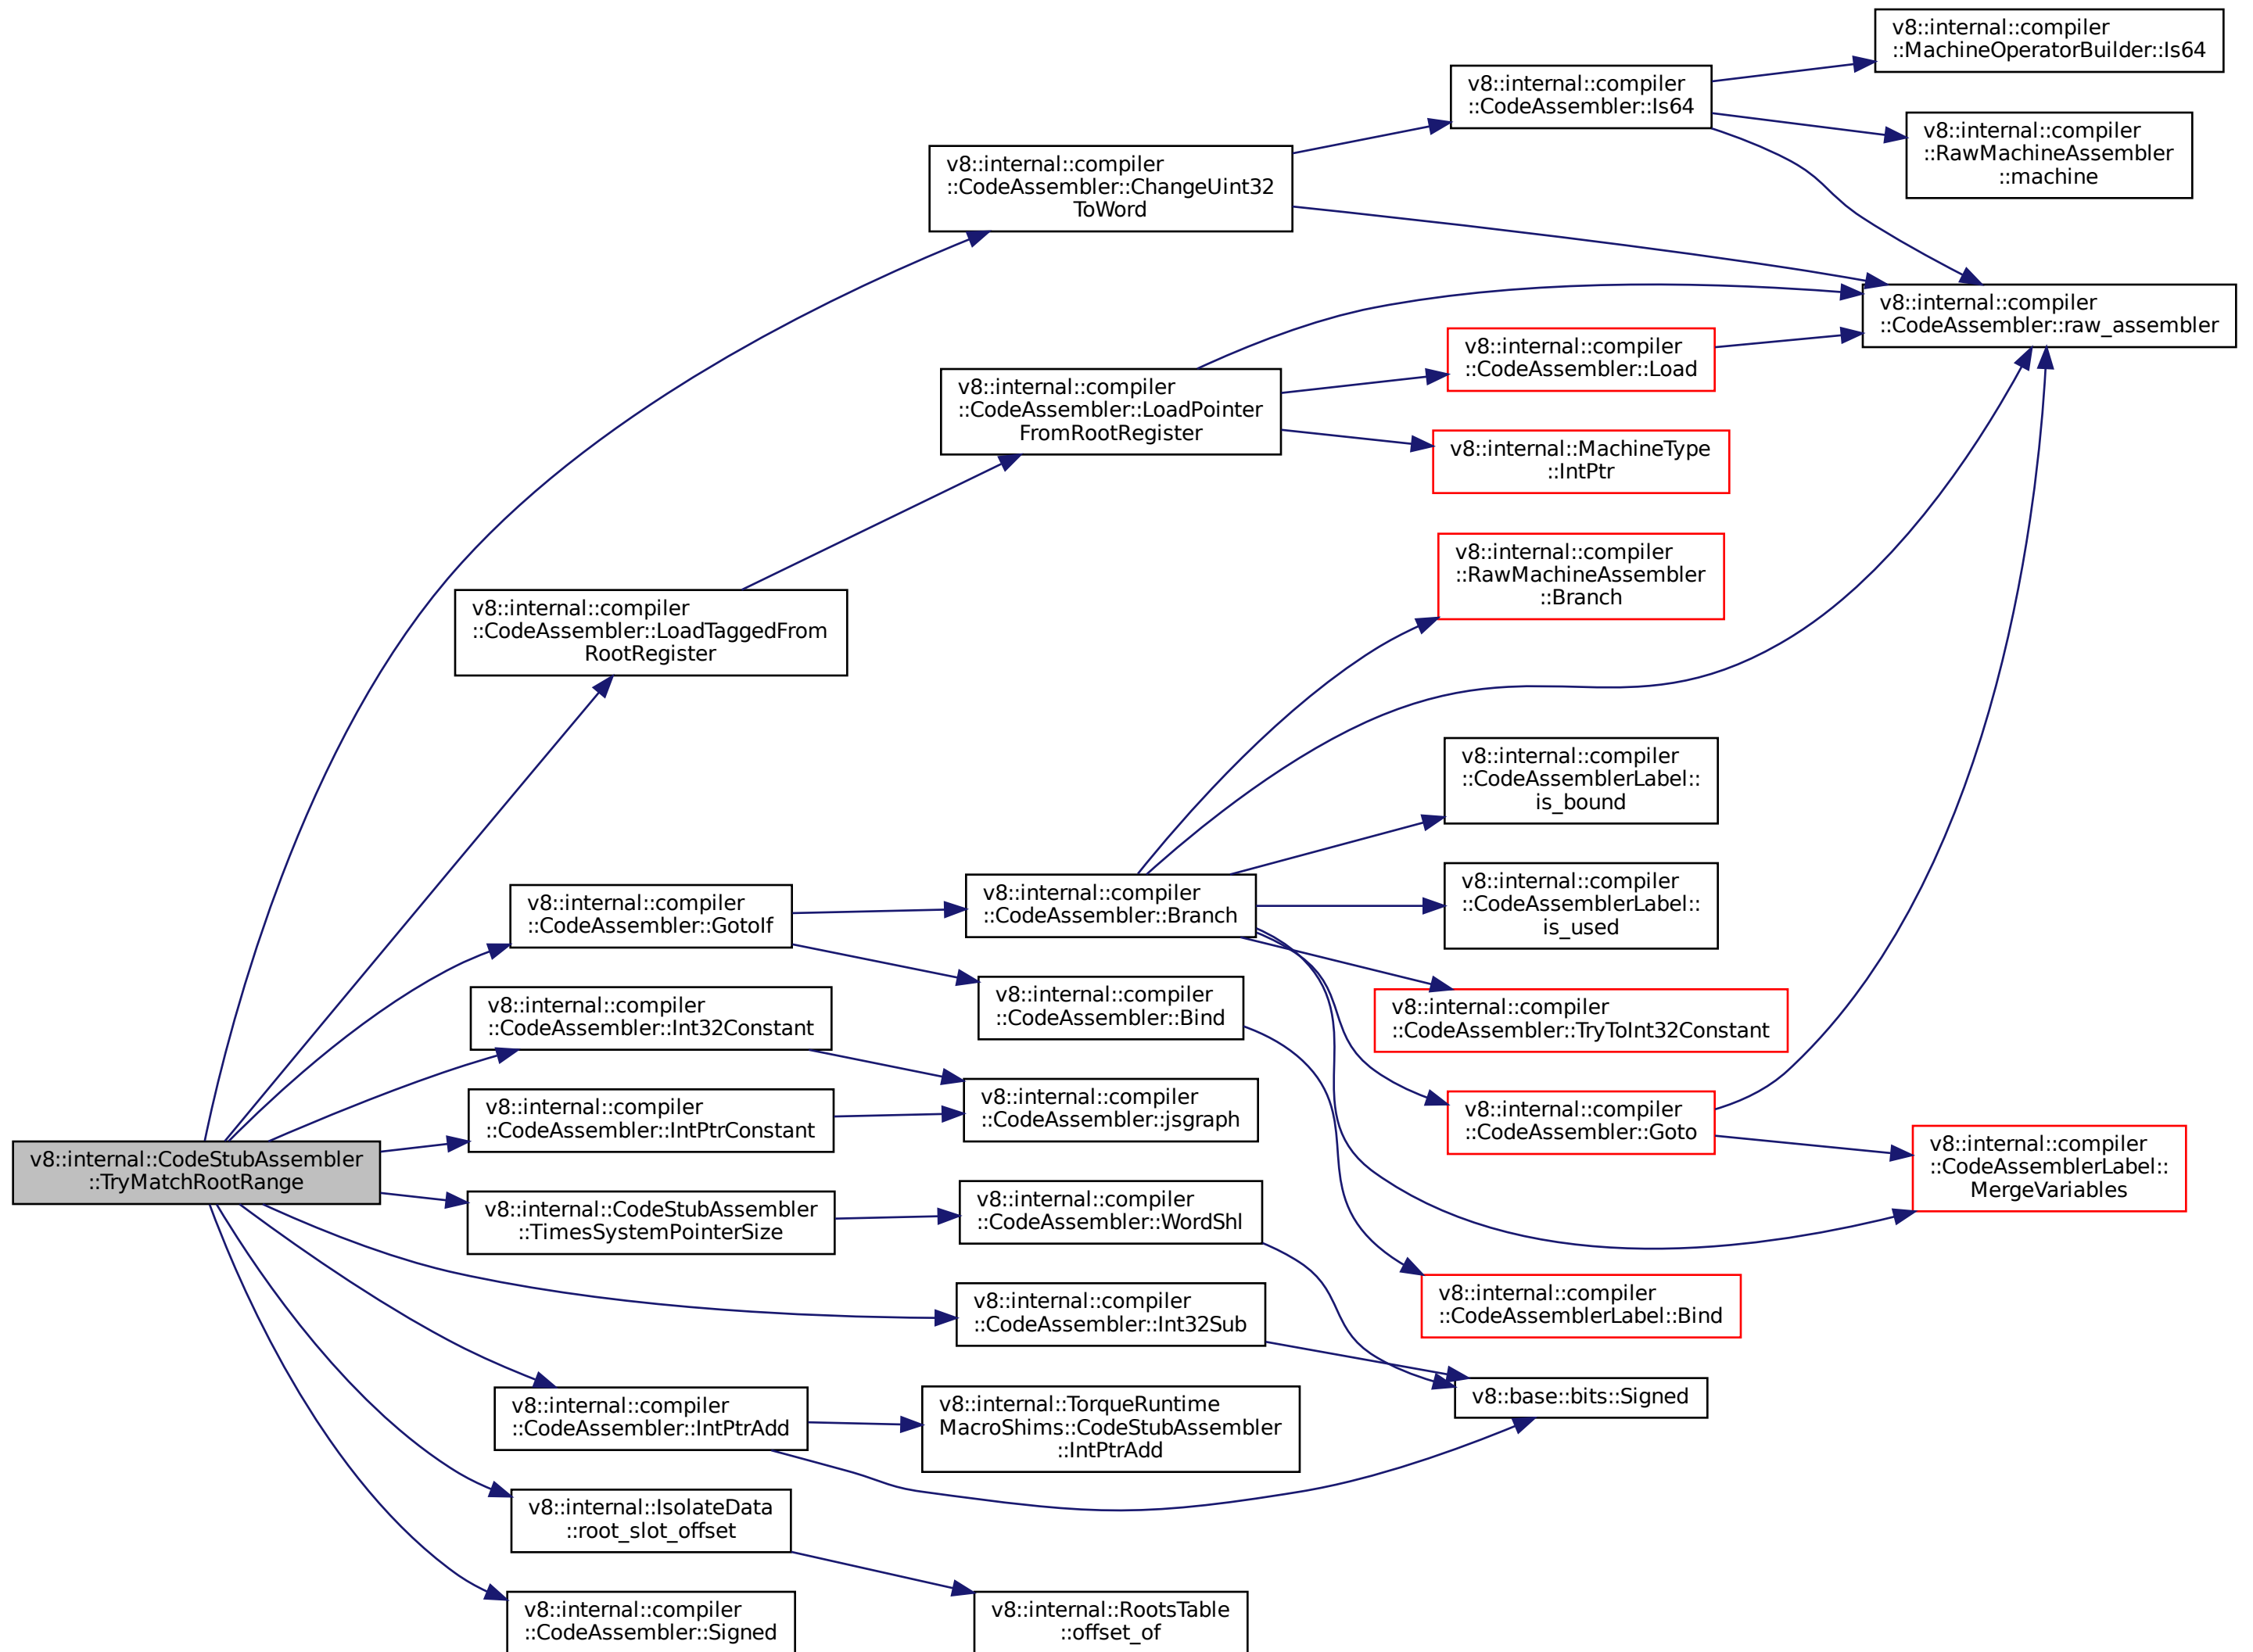 v8::internal::compiler
::MachineOperatorBuilder::Is64
v8::internal::compiler
::CodeAssembler::Is64
v8::internal::compiler
::RawMachineAssembler
::machine
v8::internal::compiler
::CodeAssembler::ChangeUint32
ToWord
v8::internal::compiler
::CodeAssembler::raw_assembler
v8::internal::compiler
::CodeAssembler::Load
v8::internal::compiler
::CodeAssembler::LoadPointer
FromRootRegister
v8::internal::MachineType
::IntPtr
v8::internal::compiler
::RawMachineAssembler
::Branch
v8::internal::compiler
::CodeAssembler::LoadTaggedFrom
RootRegister
v8::internal::compiler
::CodeAssemblerLabel::
is_bound
v8::internal::compiler
::CodeAssemblerLabel::
is_used
v8::internal::compiler
::CodeAssembler::GotoIf
v8::internal::compiler
::CodeAssembler::Branch
v8::internal::compiler
::CodeAssembler::Int32Constant
v8::internal::compiler
::CodeAssembler::Bind
v8::internal::compiler
::CodeAssembler::TryToInt32Constant
v8::internal::compiler
::CodeAssembler::IntPtrConstant
v8::internal::compiler
::CodeAssembler::jsgraph
v8::internal::compiler
::CodeAssembler::Goto
v8::internal::compiler
::CodeAssemblerLabel::
MergeVariables
v8::internal::CodeStubAssembler
::TryMatchRootRange
v8::internal::CodeStubAssembler
::TimesSystemPointerSize
v8::internal::compiler
::CodeAssembler::WordShl
v8::internal::compiler
::CodeAssembler::Int32Sub
v8::internal::compiler
::CodeAssemblerLabel::Bind
v8::base::bits::Signed
v8::internal::compiler
::CodeAssembler::IntPtrAdd
v8::internal::TorqueRuntime
MacroShims::CodeStubAssembler
::IntPtrAdd
v8::internal::IsolateData
::root_slot_offset
v8::internal::compiler
::CodeAssembler::Signed
v8::internal::RootsTable
::offset_of